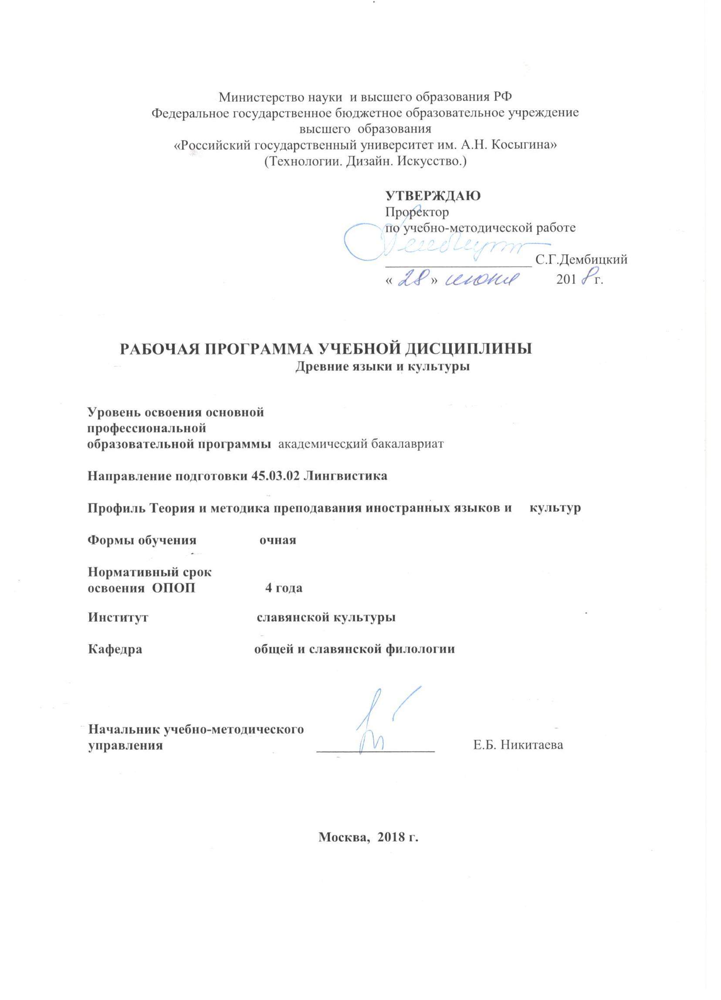 Министерство науки и высшего образования РФ
Федеральное государственное бюджетное образовательное учреждение
высшего образования
«Российский государственный университет им. А.Н. Косыгина»
(Технологии. Дизайн. Искусство.)
УТВЕРЖДАЮ
Проректор
по учебно-методической работе
С.Г.Дембицкий
« 28 » июня 2018 г.
РАБОЧАЯ ПРОГРАММА УЧЕБНОЙ ДИСЦИПЛИНЫ
Древние языки и культуры
Уровень освоения основной
профессиональной
образовательной программы академический бакалавриат
Направление подготовки 45.03.02 Лингвистика
Профиль Теория и методика преподавания иностранных языков и культур
Формы обучения очная
Нормативный срок
освоения ОПОП 4 года
Институт славянской культуры
Кафедра общей и славянской филологии
Начальник учебно-методического
управления Е.Б. Никитаева
Москва, 2018 г.